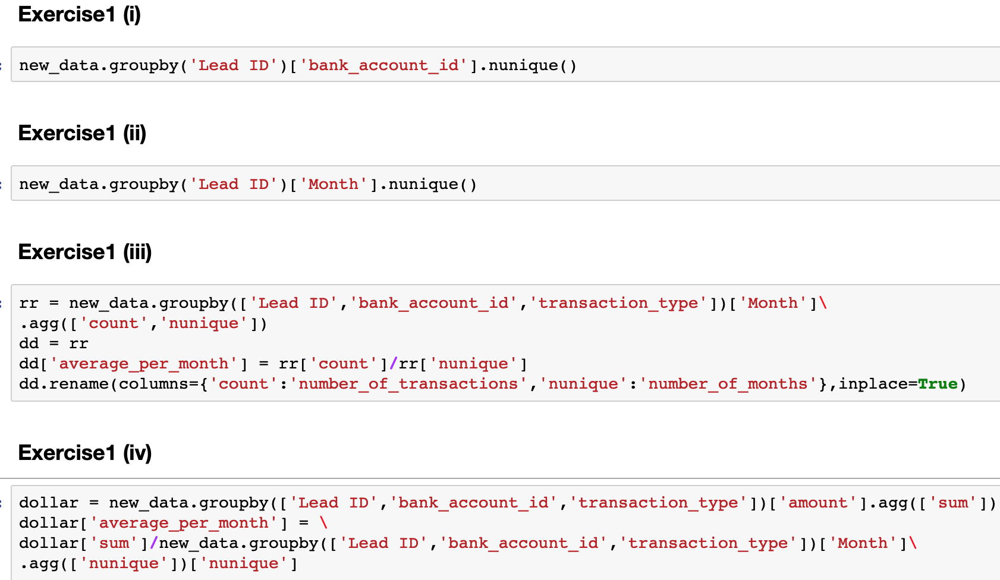 Exercise1 (i)
new_data.groupby('Lead ID')['bank_account_id'].nunique()
Exercise1 (ii)
new_data.groupby('Lead ID')['Month'].nunique()
Exercise1 (iii)
rr = new_data.groupby(['Lead ID','bank_account_id','transaction_type'])['Month']\
.agg(['count','nunique'])
dd = rr
dd['average_per_month'] = rr['count']/rr['nunique']
dd.rename(columns={'count':'number_of_transactions','nunique':'number_of_months'},inplace=True)
Exercise1 (iv)
dollar = new_data.groupby(['Lead ID','bank_account_id','transaction_type'])['amount'].agg(['sum'])
dollar['average_per_month'] = \
dollar['sum']/new_data.groupby(['Lead ID','bank_account_id','transaction_type'])['Month']\
.agg(['nunique'])['nunique']